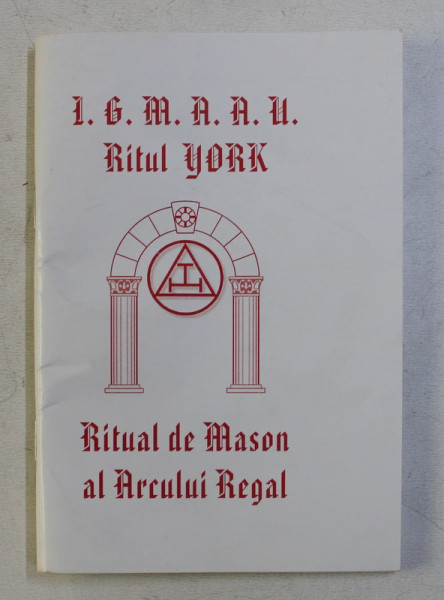 I. G. M. A. A. U.
Ritul YORK
Ritual de Mason
al Arcului Regal